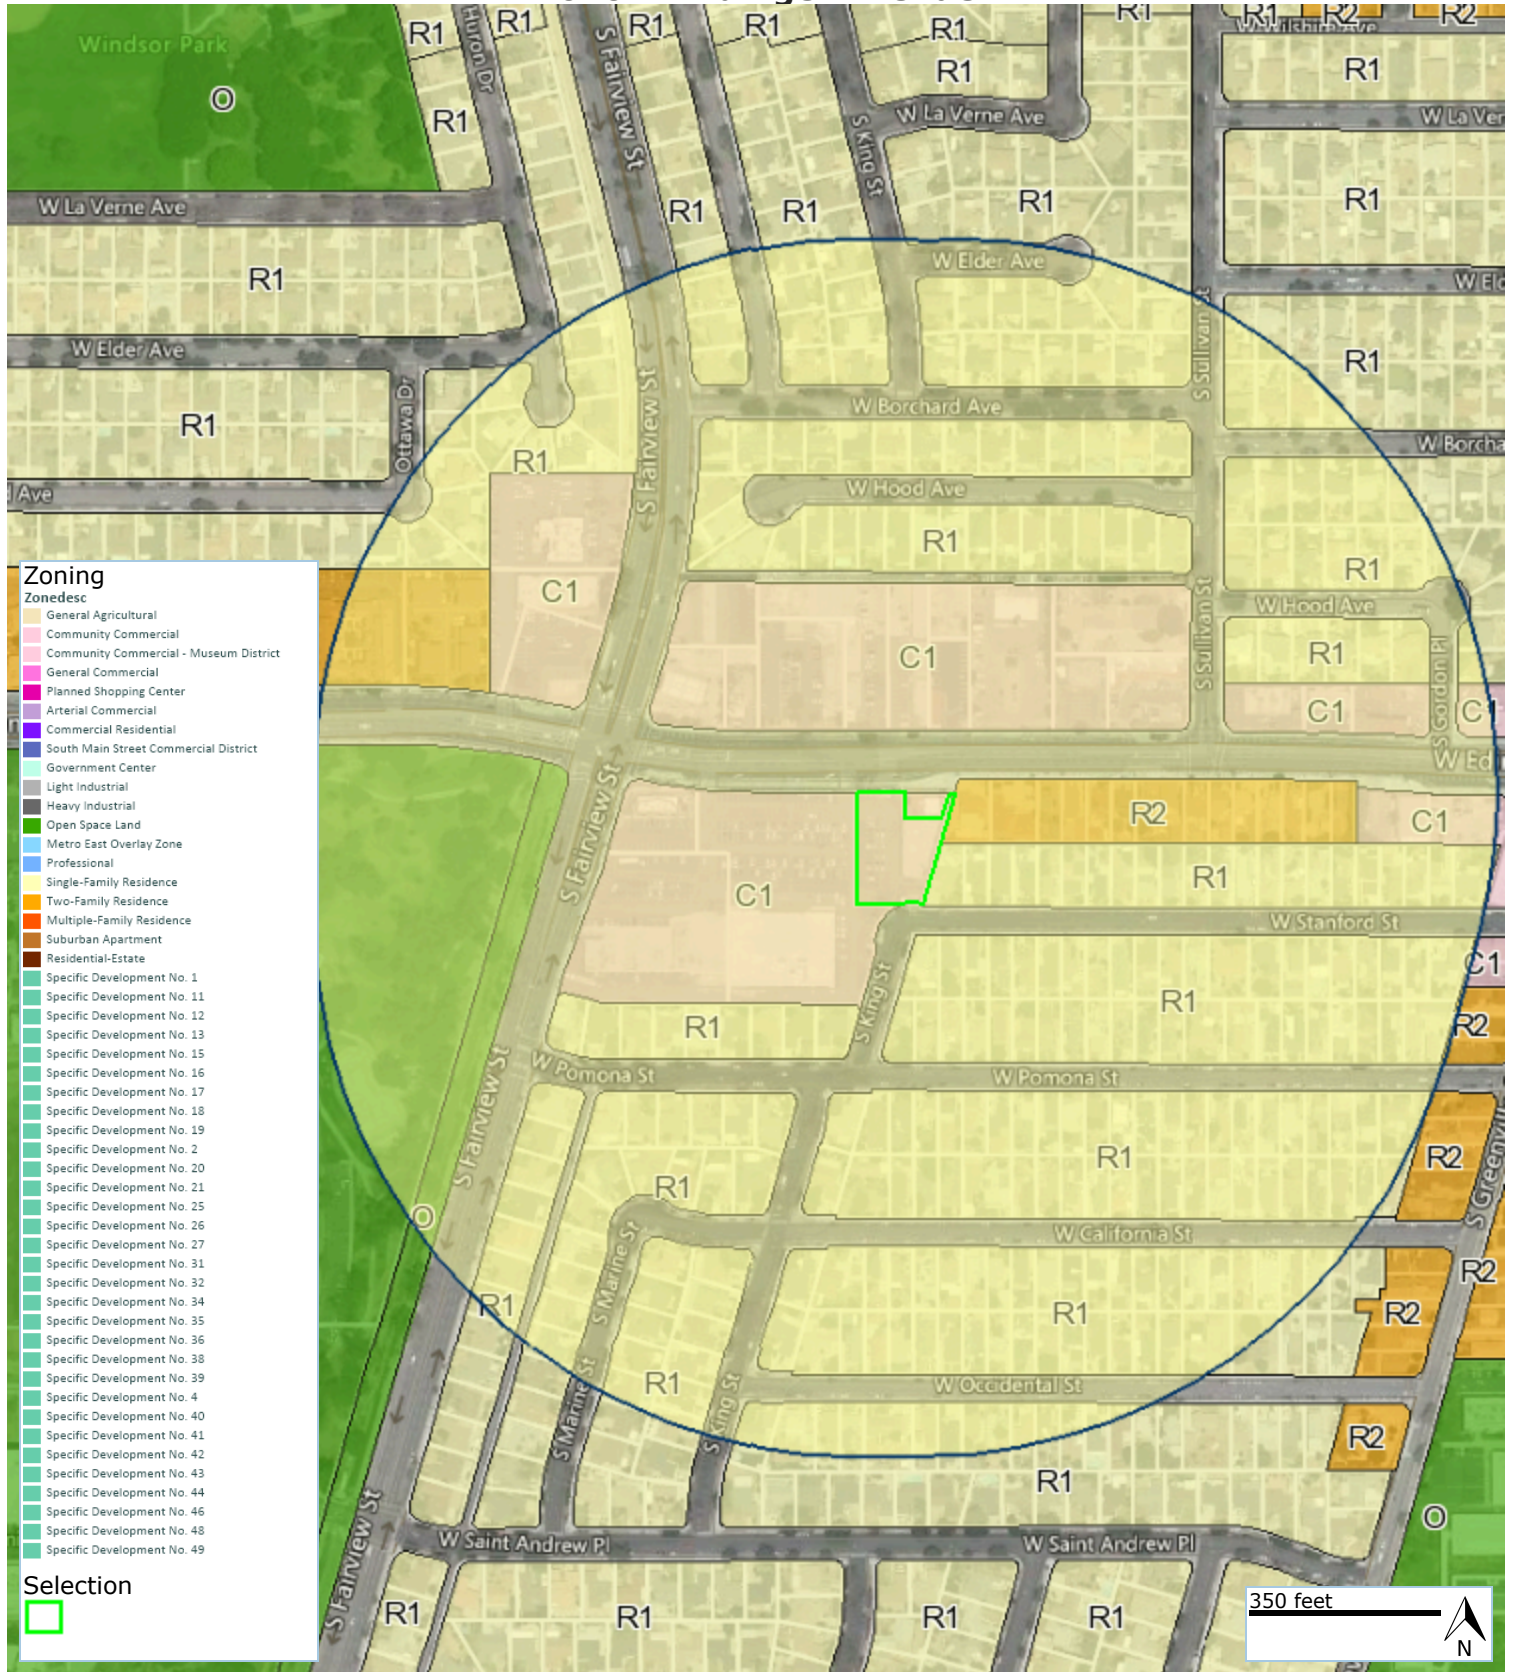 Windsor Park
O
R1
R1
R1
R1
R1
R1
R2
R2
W Wilshire Ave
Huron Dr
S Fairview St
R1
R1
W La Verne Ave
W La Ver
R1
S King St
W La Verne Ave
R1
R1
R1
R1
R1
W Elder Ave
W Eld
W Elder Ave
S Sullivan St
R1
Ottawa Dr
S Fairview St
W Borchard Ave
R1
W Borcha
R1
W Hood Ave
d Ave
R1
C1
R1
W Hood Ave
S Sullivan St
C1
R1
S Gordon Pl
C1
C1
W Edi
S Fairview St
R2
C1
C1
R1
W Stanford St
C1
S King St
R1
R1
R2
W Pomona St
W Pomona St
S Fairview St
R1
R2
R1
S Greenvill
O
W California St
S Marine St
R1
R2
R1
R2
R1
W Occidental St
S Marine St
S King St
R2
R1
O
S Fairview St
W Saint Andrew Pl
W Saint Andrew Pl
R1
R1
R1
R1
Zoning
Zonedesc
General Agricultural
Community Commercial
Community Commercial - Museum District
General Commercial
Planned Shopping Center
Arterial Commercial
Commercial Residential
South Main Street Commercial District
Government Center
Light Industrial
Heavy Industrial
Open Space Land
Metro East Overlay Zone
Professional
Single-Family Residence
Two-Family Residence
Multiple-Family Residence
Suburban Apartment
Residential-Estate
Specific Development No. 1
Specific Development No. 11
Specific Development No. 12
Specific Development No. 13
Specific Development No. 15
Specific Development No. 16
Specific Development No. 17
Specific Development No. 18
Specific Development No. 19
Specific Development No. 2
Specific Development No. 20
Specific Development No. 21
Specific Development No. 25
Specific Development No. 26
Specific Development No. 27
Specific Development No. 31
Specific Development No. 32
Specific Development No. 34
Specific Development No. 35
Specific Development No. 36
Specific Development No. 38
Specific Development No. 39
Specific Development No. 4
Specific Development No. 40
Specific Development No. 41
Specific Development No. 42
Specific Development No. 43
Specific Development No. 44
Specific Development No. 46
Specific Development No. 48
Specific Development No. 49
Selection
350 feet
N